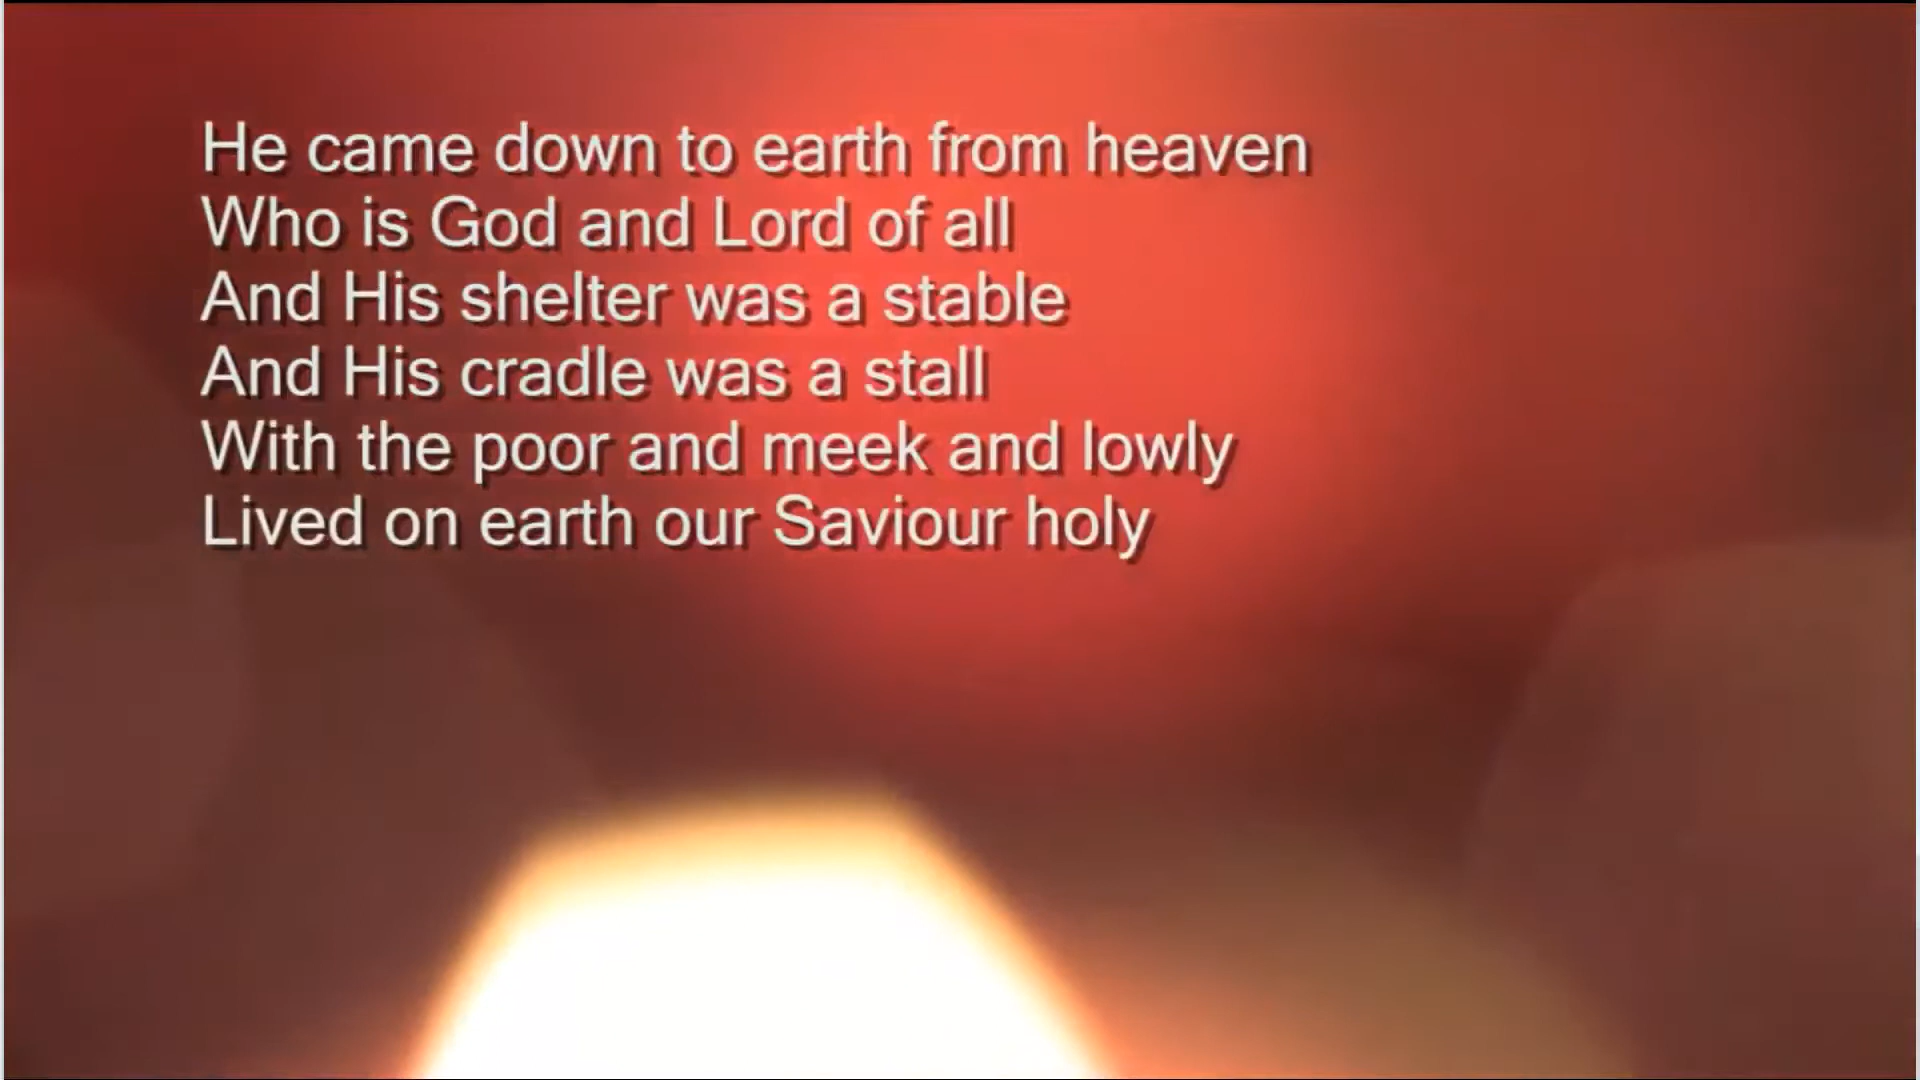 He came down to earth from heaven
Who is God and Lord of all
And His shelter was a stable
And His cradle was a stall
With the poor and meek and lowly
Lived on earth our Saviour holy